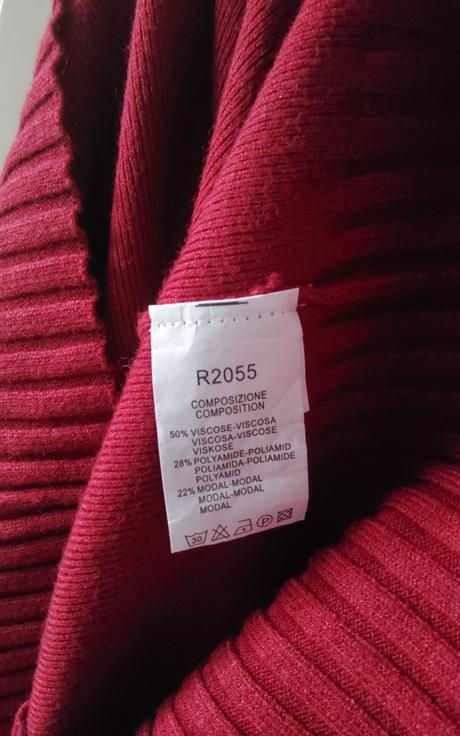 R2055
COMPOSIZIONE
COMPOSITION
50% VISCOSE-VISCOSA
VISCOSA-VISCOSE
VISKOSE
28% POLYAMIDE-POLIAMID
POLIAMIDA-POLIAMIDE
POLYAMID
22% MODAL-MODAL
MODAL-MODAL
MODAL
30 P